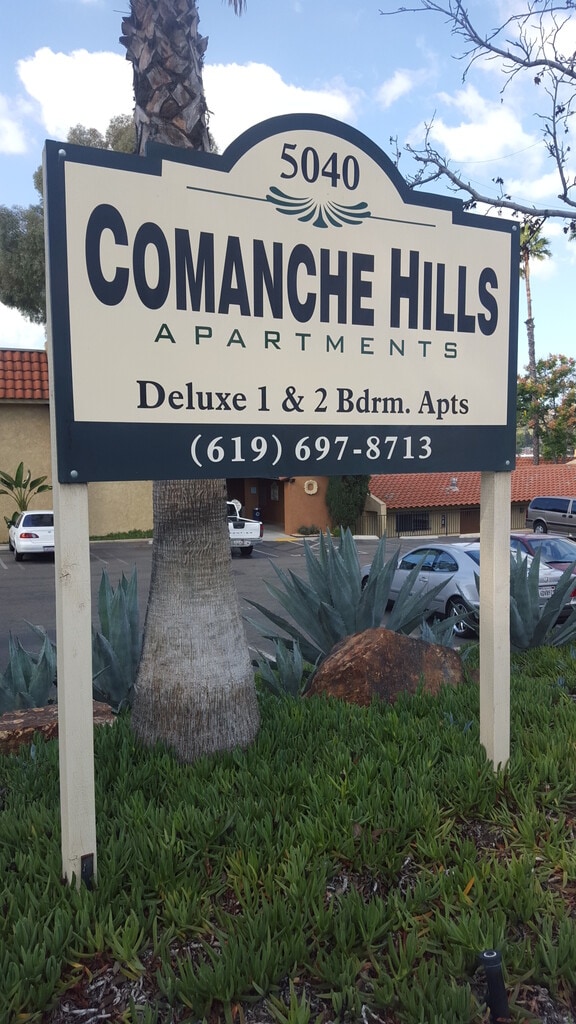 5040
COMANCHE HILLS
APARTMENTS
Deluxe 1 & 2 Bdrm. Apts
(619) 697-8713